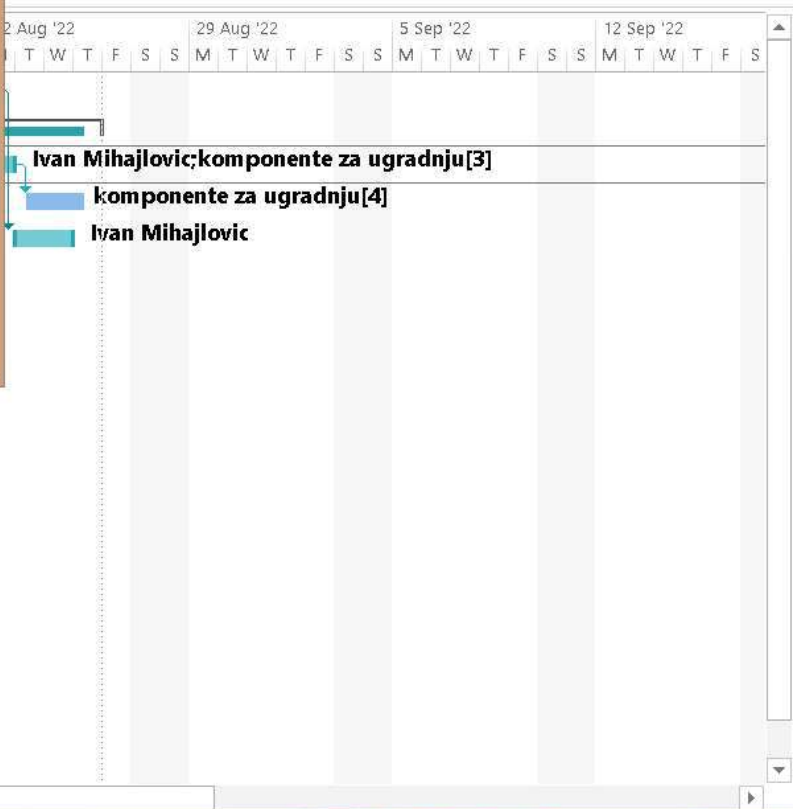 2 Aug '22 29 Aug '22 5 Sep '22 12 Sep '22
T W T F S S M T W T F S S M T W T F S S M T W T F S
Ivan Mihajlovic;komponente za ugradnju[3]
komponente za ugradnju[4]
Ivan Mihajlovic